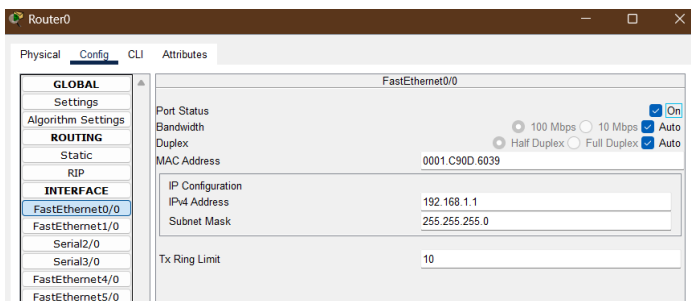 Router0
Physical Config CLI Attributes
GLOBAL
Settings
Algorithm Settings
ROUTING
Static
RIP
INTERFACE
FastEthernet0/0
FastEthernet1/0
Serial2/0
Serial3/0
FastEthernet4/0
FastEthernet5/0
FastEthernet0/0
Port Status On
Bandwidth 100 Mbps 10 Mbps Auto
Duplex Half Duplex Full Duplex Auto
MAC Address 0001.C90D.6039
IP Configuration
IPv4 Address 192.168.1.1
Subnet Mask 255.255.255.0
Tx Ring Limit 10